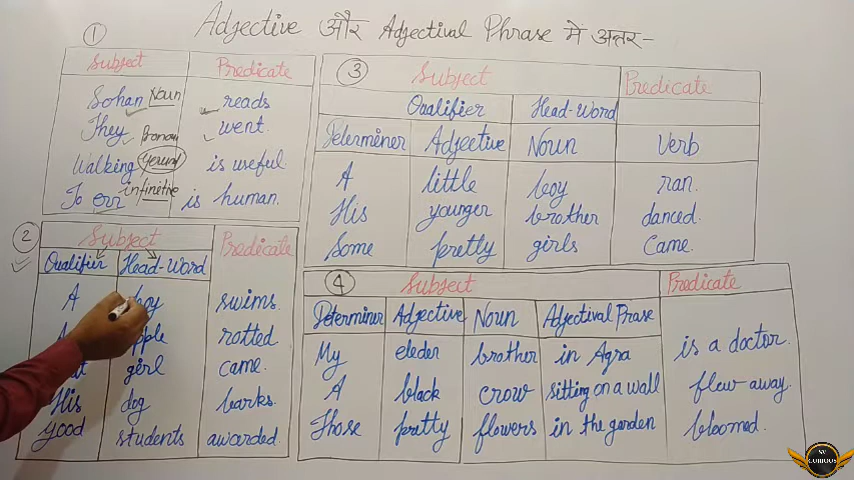 Adjective और Adjectival Phrase में अन्तर-
1
Subject Predicate
Sohan Noun reads
They Pronoun went
Walking Gerund is useful
To err infinitive is human.
2
Subject Predicate
Qualifier Head-Word
A boy swims.
rotted
girl came.
His dog barks.
Good students awarded.
3
Subject Predicate
Qualifier Head-Word
Determiner Adjective Noun Verb
A little boy ran.
His younger brother danced.
Some pretty girls Came.
4
Subject Predicate
Determiner Adjective Noun Adjectival Prase
My eleder brother in Agra is a doctor.
A black crow sitting on a wall flew away.
Those pretty flowers in the garden bloomed.
NV
CURIOUS